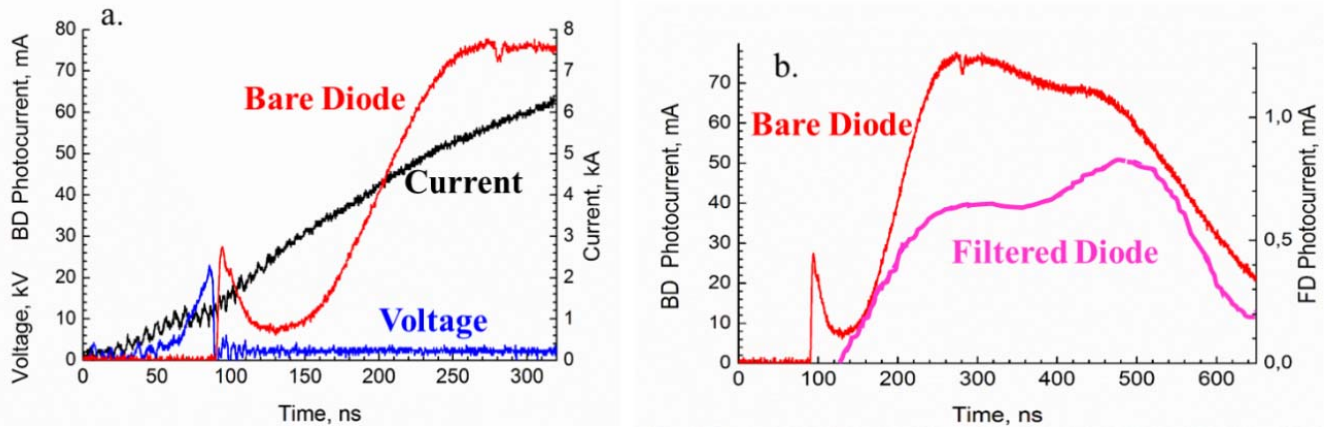 a.
Voltage, kV    BD Photocurrent, mA
80
70
60
50
40
30
20
10
0
Bare Diode
Current
Voltage
8
7
6
5
4
3
2
1
0
Current, kA
0 50 100 150 200 250 300
Time, ns
b.
BD Photocurrent, mA
70
60
50
40
30
20
10
0
Bare Diode
Filtered Diode
1,0
0,5
0,0
FD Photocurrent, mA
0 100 200 300 400 500 600
Time, ns